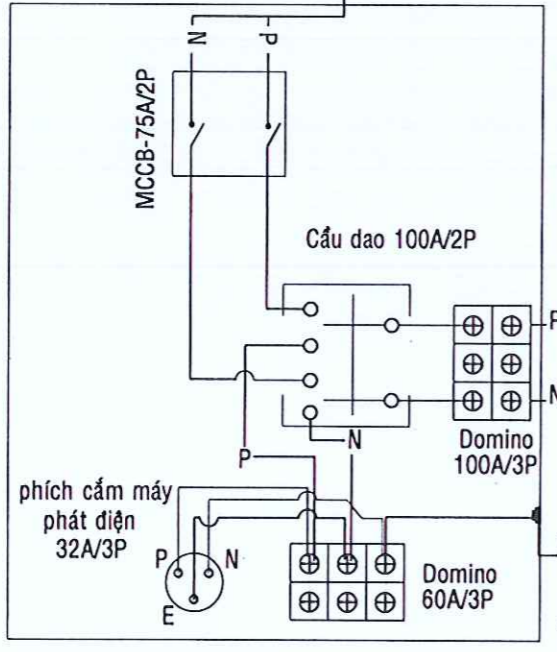 N P
MCCB-75A/2P
Cầu dao 100A/2P
P
N
Domino
100A/3P
N
P
phích cắm máy
phát điện
32A/3P
P N
E
Domino
60A/3P